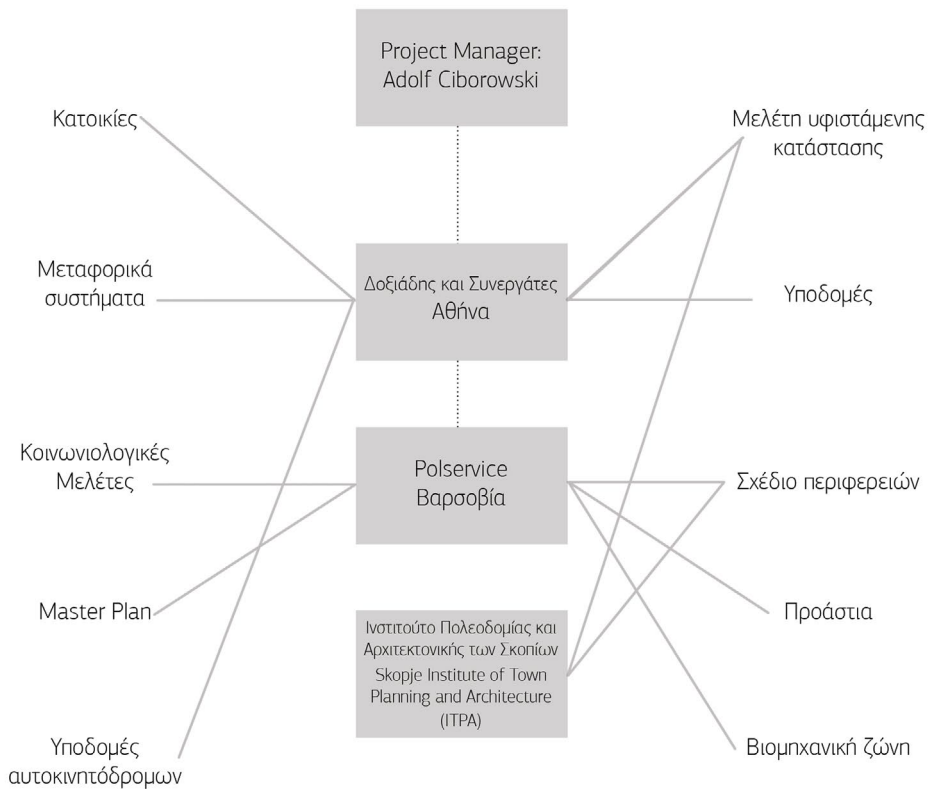 Project Manager:
Adolf Ciborowski
Κατοικίες
Μελέτη υφιστάμενης
κατάστασης
Μεταφορικά
συστήματα
Δοξιάδης και Συνεργάτες
Αθήνα
Υποδομές
Κοινωνιολογικές
Μελέτες
Polservice
Βαρσοβία
Σχέδιο περιφερειών
Master Plan
Ινστιτούτο Πολεοδομίας και
Αρχιτεκτονικής των Σκοπίων
Skopje Institute of Town
Planning and Architecture
(ITPA)
Προάστια
Υποδομές
αυτοκινητόδρομων
Βιομηχανική ζώνη